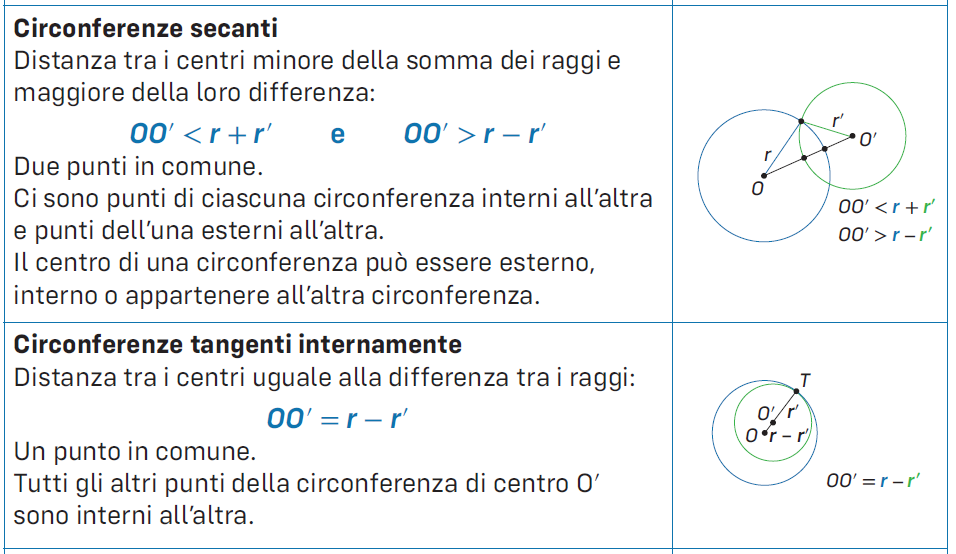 Circonferenze secanti
Distanza tra i centri minore della somma dei raggi e
maggiore della loro differenza:
OO′ < r + r′ e OO′ > r − r′
Due punti in comune.
Ci sono punti di ciascuna circonferenza interni all'altra
e punti dell'una esterni all'altra.
Il centro di una circonferenza può essere esterno,
interno o appartenere all'altra circonferenza.
r′
O′
r
O
OO′ < r + r′
OO′ > r − r′
Circonferenze tangenti internamente
Distanza tra i centri uguale alla differenza tra i raggi:
OO′ = r − r′
Un punto in comune.
Tutti gli altri punti della circonferenza di centro O′
sono interni all'altra.
T
O′ r′
O r − r′
OO′ = r − r′